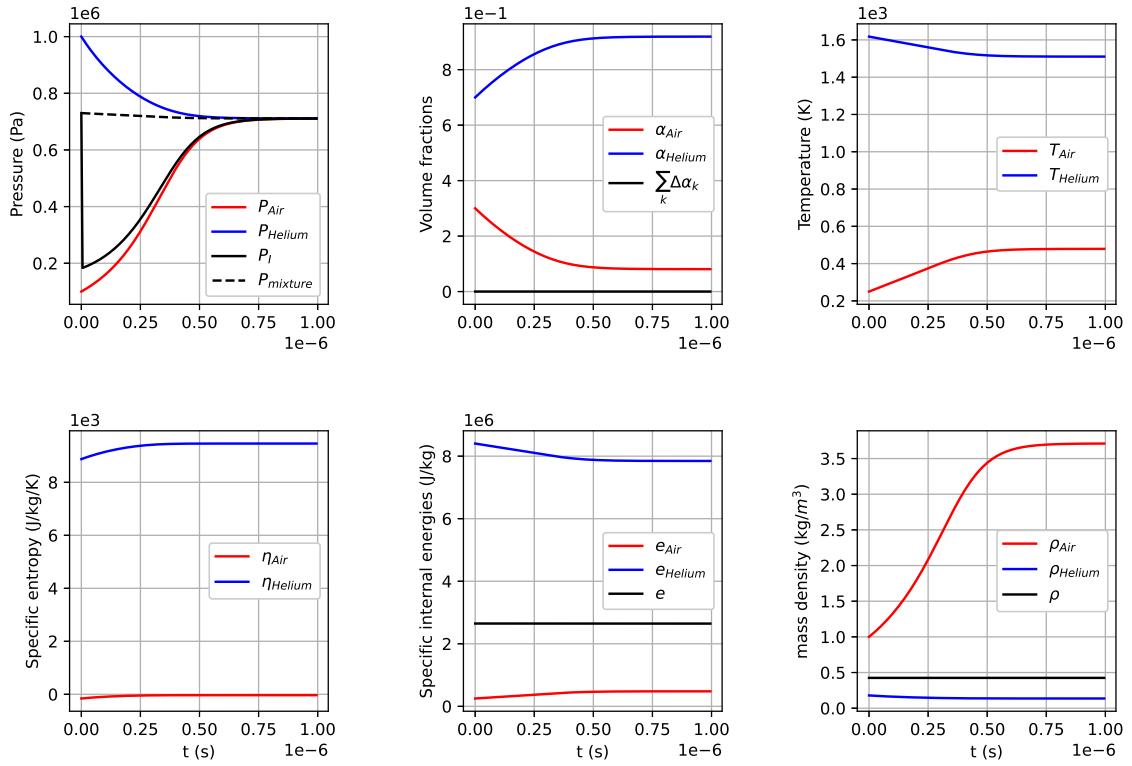 1e6
Pressure (Pa)
1.0
0.8
0.6
0.4
0.2
P_Air
P_Helium
P_I
P_mixture
0.00 0.25 0.50 0.75 1.00
1e−6
1e−1
Volume fractions
8
6
4
2
0
α_Air
α_Helium
∑_k Δα_k
0.00 0.25 0.50 0.75 1.00
1e−6
1e3
Temperature (K)
1.6
1.4
1.2
1.0
0.8
0.6
0.4
0.2
T_Air
T_Helium
0.00 0.25 0.50 0.75 1.00
1e−6
1e3
Specific entropy (J/kg/K)
8
6
4
2
0
η_Air
η_Helium
0.00 0.25 0.50 0.75 1.00
t (s)
1e−6
1e6
Specific internal energies (J/kg)
8
6
4
2
0
e_Air
e_Helium
e
0.00 0.25 0.50 0.75 1.00
t (s)
1e−6
mass density (kg/m³)
3.5
3.0
2.5
2.0
1.5
1.0
0.5
0.0
ρ_Air
ρ_Helium
ρ
0.00 0.25 0.50 0.75 1.00
t (s)
1e−6